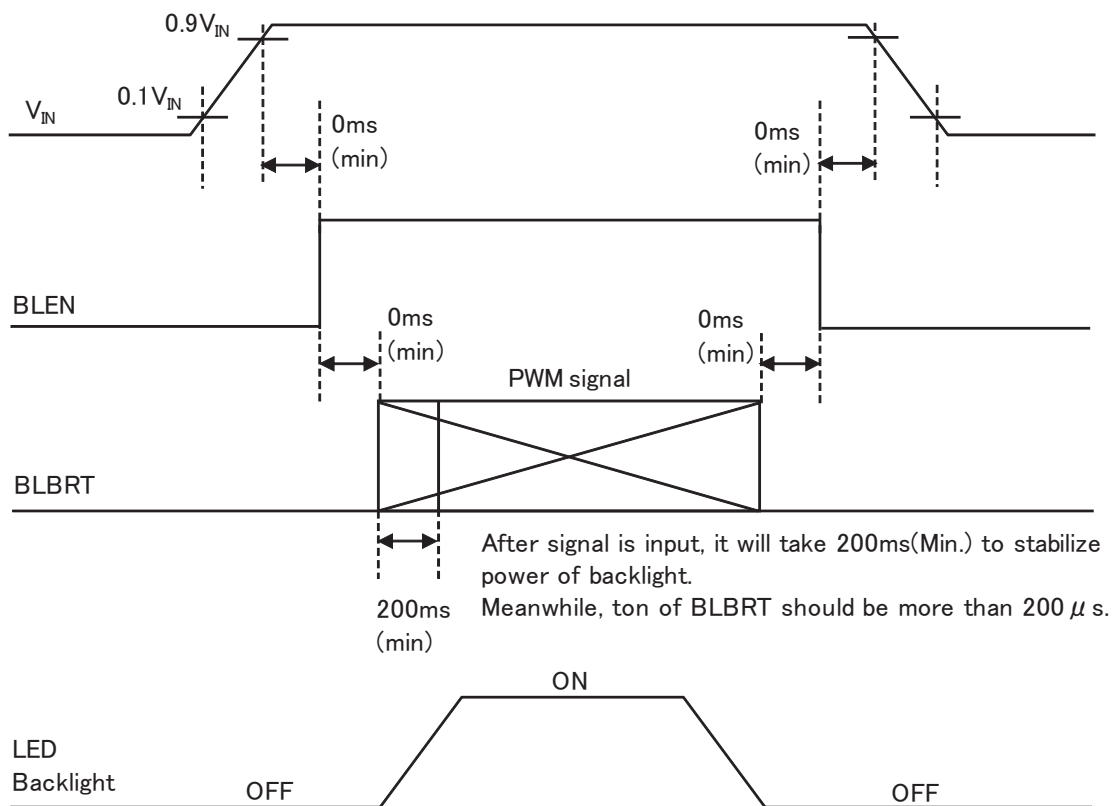 0.9VIN
0.1VIN
VIN
0ms
(min)
0ms
(min)
BLEN
0ms
(min)
0ms
(min)
PWM signal
BLBRT
After signal is input, it will take 200ms(Min.) to stabilize
power of backlight.
Meanwhile, ton of BLBRT should be more than 200 μ s.
200ms
(min)
ON
LED
Backlight
OFF
OFF